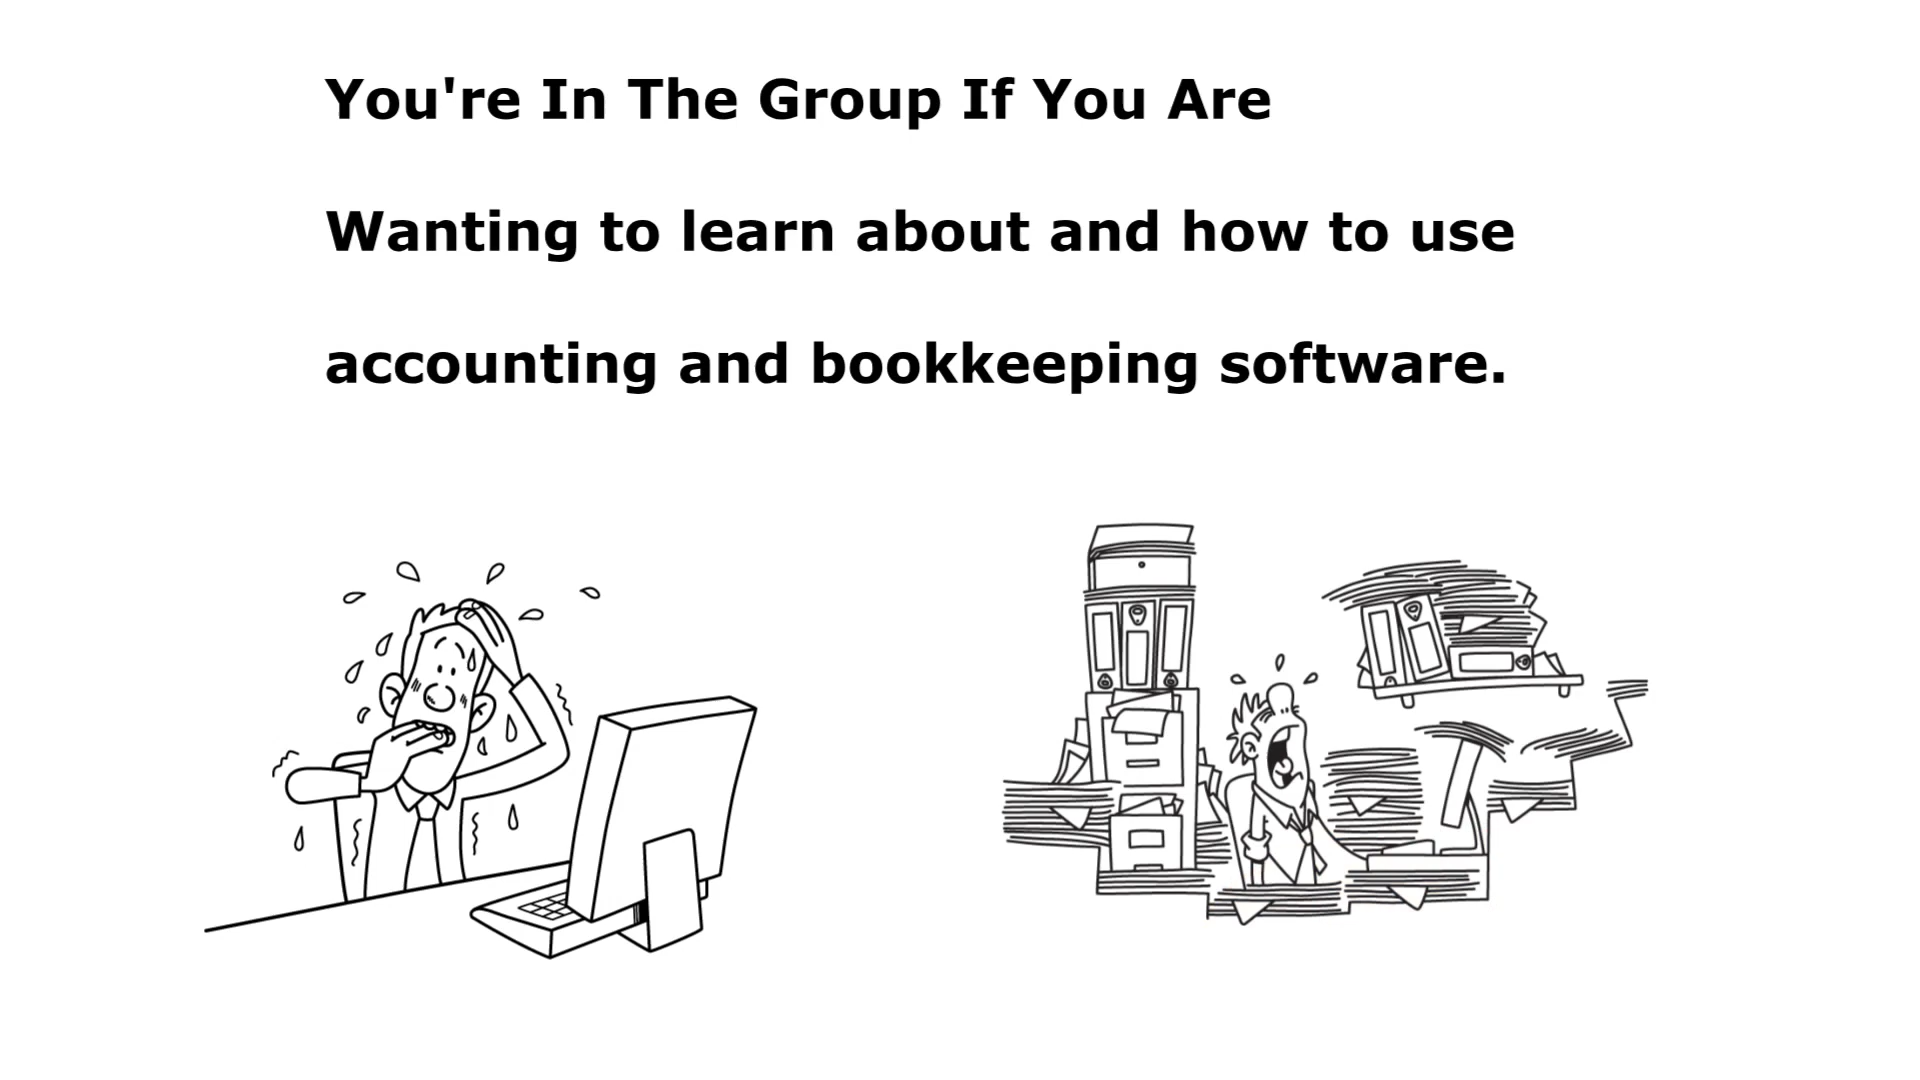 You're In The Group If You Are
Wanting to learn about and how to use
accounting and bookkeeping software.